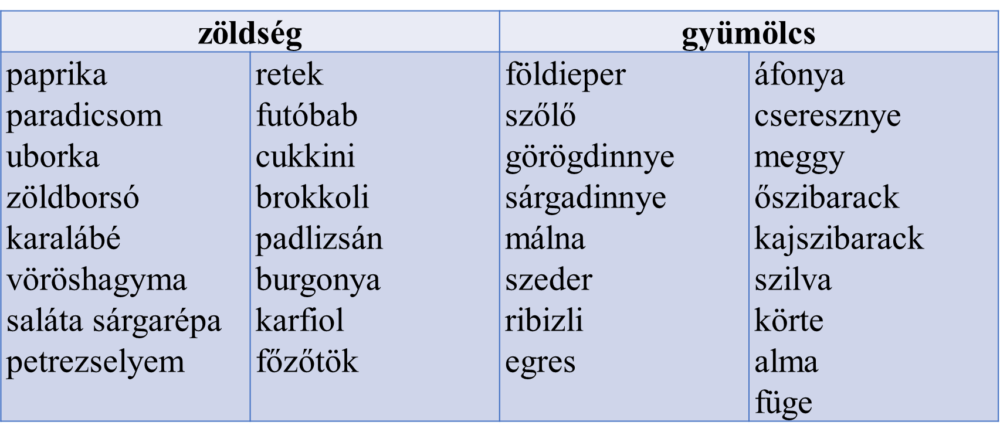 zöldség
gyümölcs
paprika
paradicsom
uborka
zöldborsó
karalábé
vöröshagyma
saláta sárgarépa
petrezselyem
retek
futóbab
cukkini
brokkoli
padlizsán
burgonya
karfiol
főzőtök
földieper
szőlő
görögdinnye
sárgadinnye
málna
szeder
ribizli
egres
áfonya
cseresznye
meggy
őszibarack
kajszibarack
szilva
körte
alma
füge